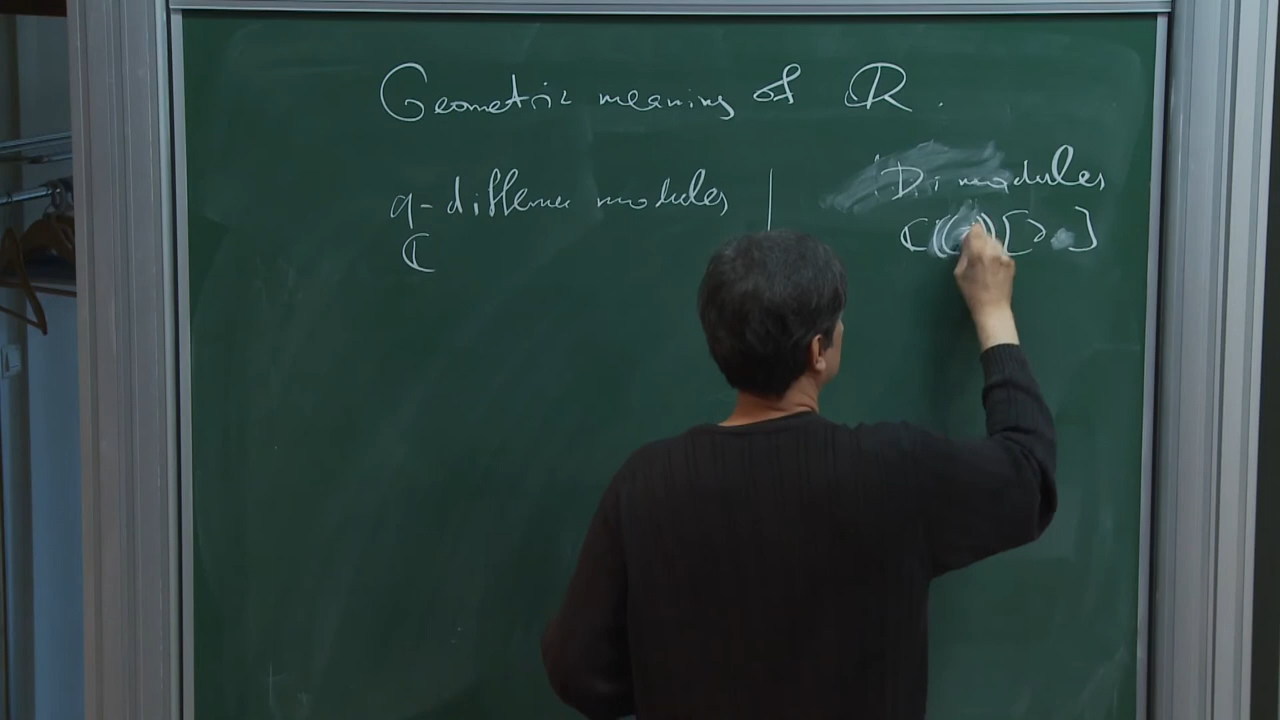 Geometric meaning of R.
q-difference modules | D, modules
ℂ ℂ(( ))[∂ ]